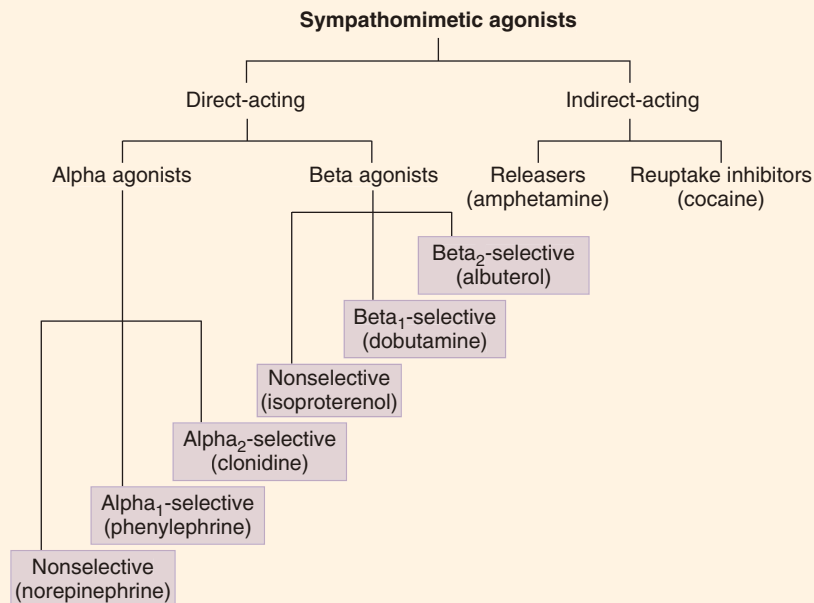 Sympathomimetic agonists
Direct-acting
Indirect-acting
Alpha agonists
Beta agonists
Releasers
(amphetamine)
Reuptake inhibitors
(cocaine)
Beta₂-selective
(albuterol)
Beta₁-selective
(dobutamine)
Nonselective
(isoproterenol)
Alpha₂-selective
(clonidine)
Alpha₁-selective
(phenylephrine)
Nonselective
(norepinephrine)